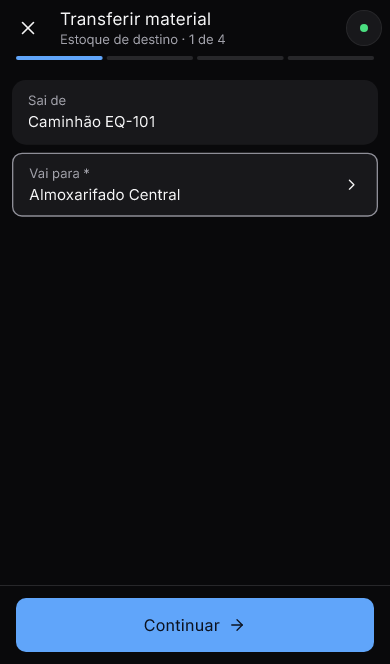 Transferir material
Estoque de destino · 1 de 4
Sai de
Caminhão EQ-101
Vai para *
Almoxarifado Central
Continuar